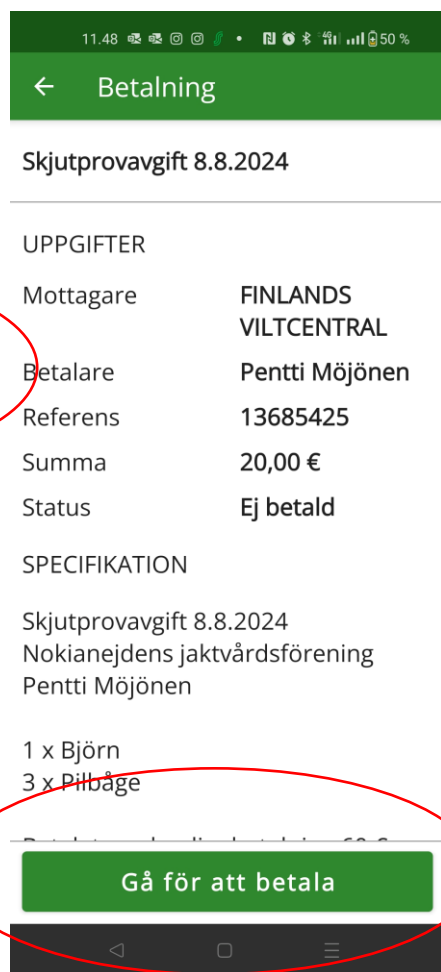 11.48 50 %
Betalning
Skjutprovavgift 8.8.2024
UPPGIFTER
Mottagare FINLANDS
VILTCENTRAL
Betalare Pentti Möjönen
Referens 13685425
Summa 20,00 €
Status Ej betald
SPECIFIKATION
Skjutprovavgift 8.8.2024
Nokianejdens jaktvårdsförening
Pentti Möjönen
1 x Björn
3 x Pilbåge
Gå för att betala